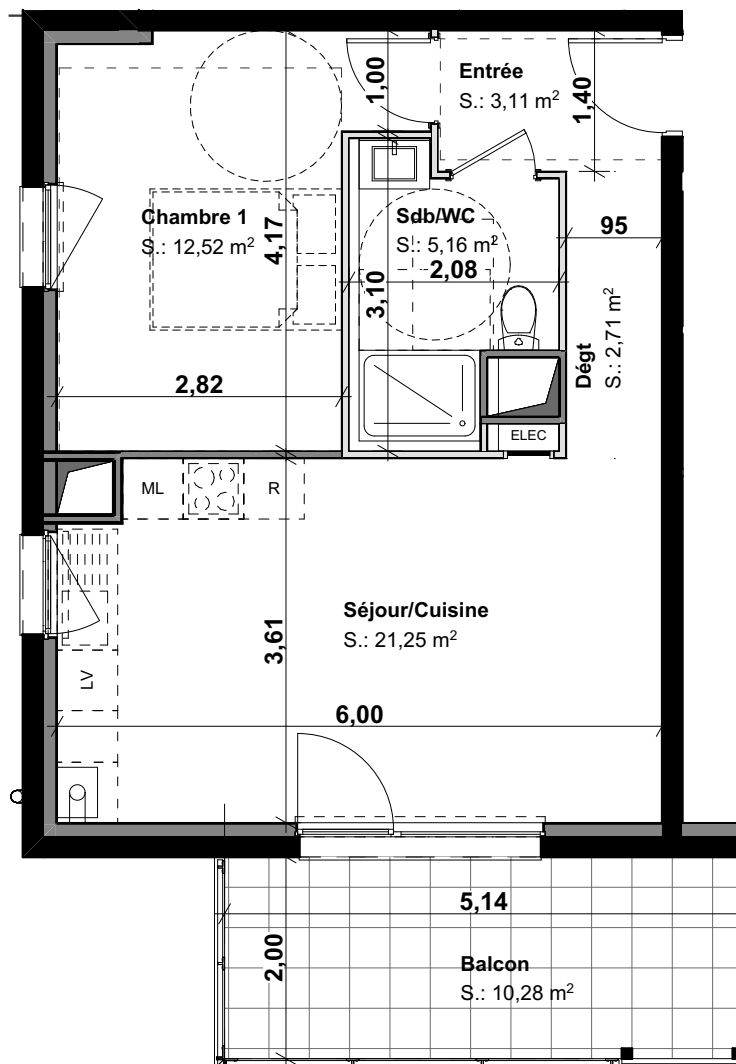 Entrée
S.: 3,11 m²
1,00
1,40
Chambre 1
S.: 12,52 m²
4,17
Sdb/WC
S.: 5,16 m²
2,08
3,10
95
Dégt
S.: 2,71 m²
2,82
ELEC
ML
R
Séjour/Cuisine
S.: 21,25 m²
3,61
LV
6,00
5,14
2,00
Balcon
S.: 10,28 m²